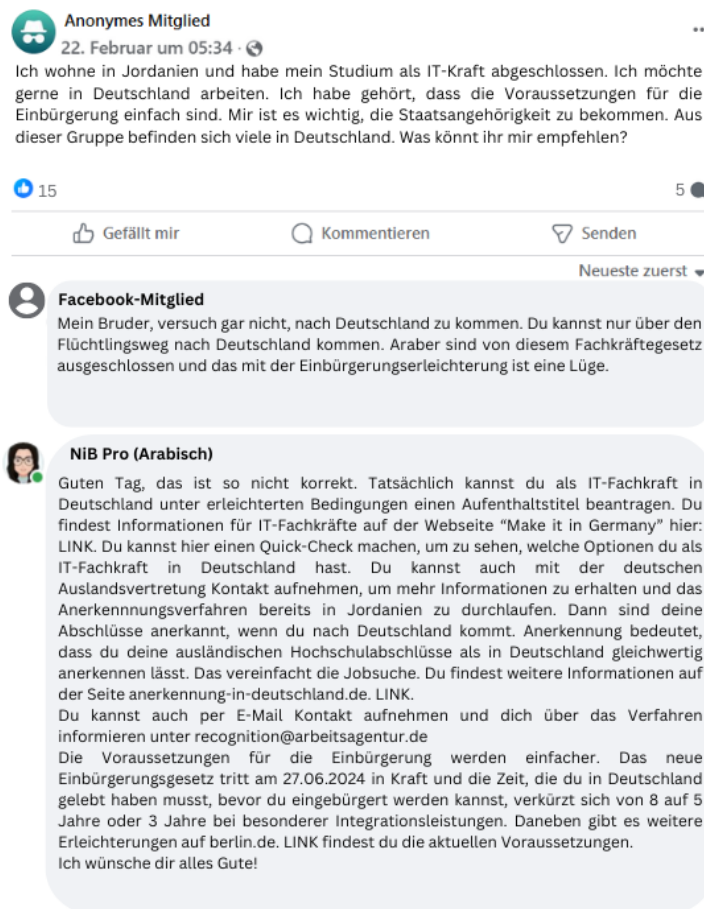 Anonymes Mitglied
22. Februar um 05:34 ·
Ich wohne in Jordanien und habe mein Studium als IT-Kraft abgeschlossen. Ich möchte
gerne in Deutschland arbeiten. Ich habe gehört, dass die Voraussetzungen für die
Einbürgerung einfach sind. Mir ist es wichtig, die Staatsangehörigkeit zu bekommen. Aus
dieser Gruppe befinden sich viele in Deutschland. Was könnt ihr mir empfehlen?
15
5
Gefällt mir
Kommentieren
Senden
Neueste zuerst
Facebook-Mitglied
Mein Bruder, versuch gar nicht, nach Deutschland zu kommen. Du kannst nur über den
Flüchtlingsweg nach Deutschland kommen. Araber sind von diesem Fachkräftegesetz
ausgeschlossen und das mit der Einbürgerungserleichterung ist eine Lüge.
NiB Pro (Arabisch)
Guten Tag, das ist so nicht korrekt. Tatsächlich kannst du als IT-Fachkraft in
Deutschland unter erleichterten Bedingungen einen Aufenthaltstitel beantragen. Du
findest Informationen für IT-Fachkräfte auf der Webseite “Make it in Germany” hier:
LINK. Du kannst hier einen Quick-Check machen, um zu sehen, welche Optionen du als
IT-Fachkraft in Deutschland hast. Du kannst auch mit der deutschen
Auslandsvertretung Kontakt aufnehmen, um mehr Informationen zu erhalten und das
Anerkennnungsverfahren bereits in Jordanien zu durchlaufen. Dann sind deine
Abschlüsse anerkannt, wenn du nach Deutschland kommt. Anerkennung bedeutet,
dass du deine ausländischen Hochschulabschlüsse als in Deutschland gleichwertig
anerkennen lässt. Das vereinfacht die Jobsuche. Du findest weitere Informationen auf
der Seite anerkennung-in-deutschland.de. LINK.
Du kannst auch per E-Mail Kontakt aufnehmen und dich über das Verfahren
informieren unter recognition@arbeitsagentur.de
Die Voraussetzungen für die Einbürgerung werden einfacher. Das neue
Einbürgerungsgesetz tritt am 27.06.2024 in Kraft und die Zeit, die du in Deutschland
gelebt haben musst, bevor du eingebürgert werden kannst, verkürzt sich von 8 auf 5
Jahre oder 3 Jahre bei besonderer Integrationsleistungen. Daneben gibt es weitere
Erleichterungen auf berlin.de. LINK findest du die aktuellen Voraussetzungen.
Ich wünsche dir alles Gute!